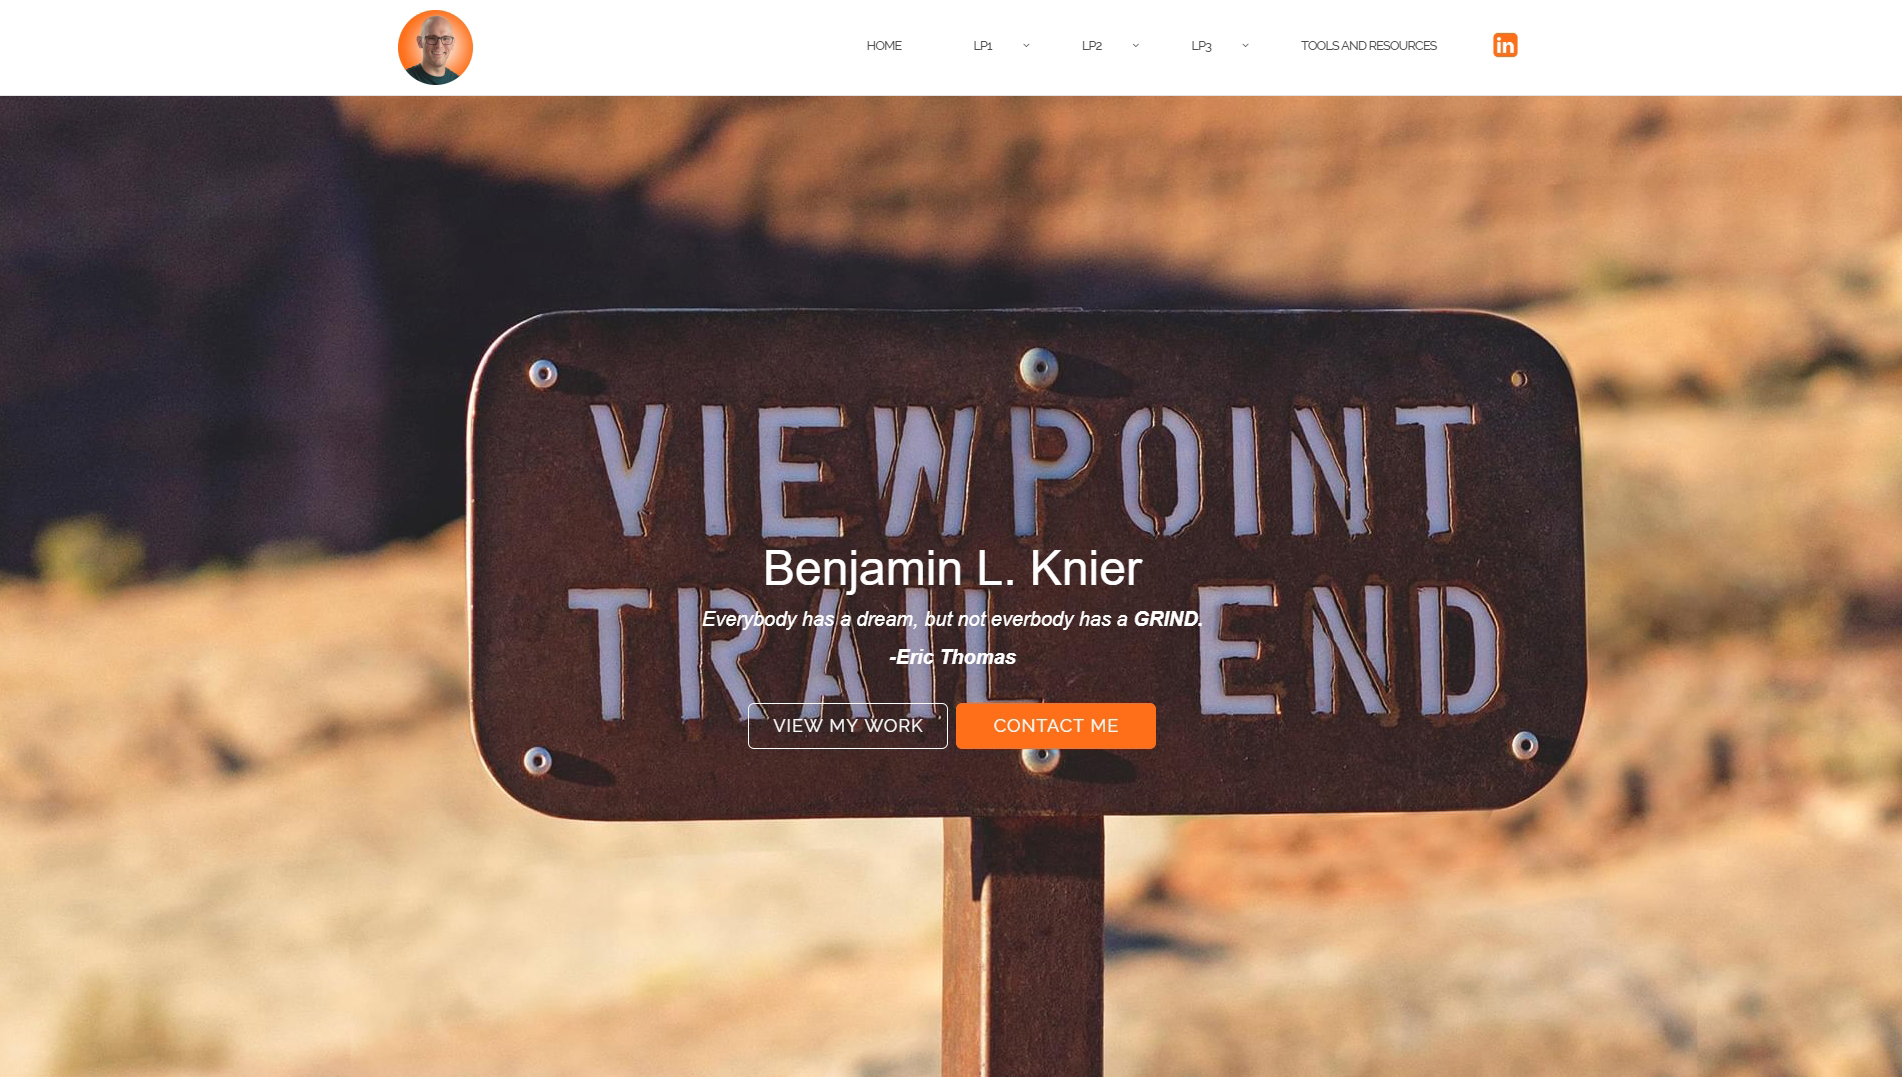 HOME LP1 LP2 LP3 TOOLS AND RESOURCES in
VIEWPOINT
Benjamin L. Knier
TRAIL END
Everybody has a dream, but not everbody has a GRIND.
-Eric Thomas
VIEW MY WORK CONTACT ME